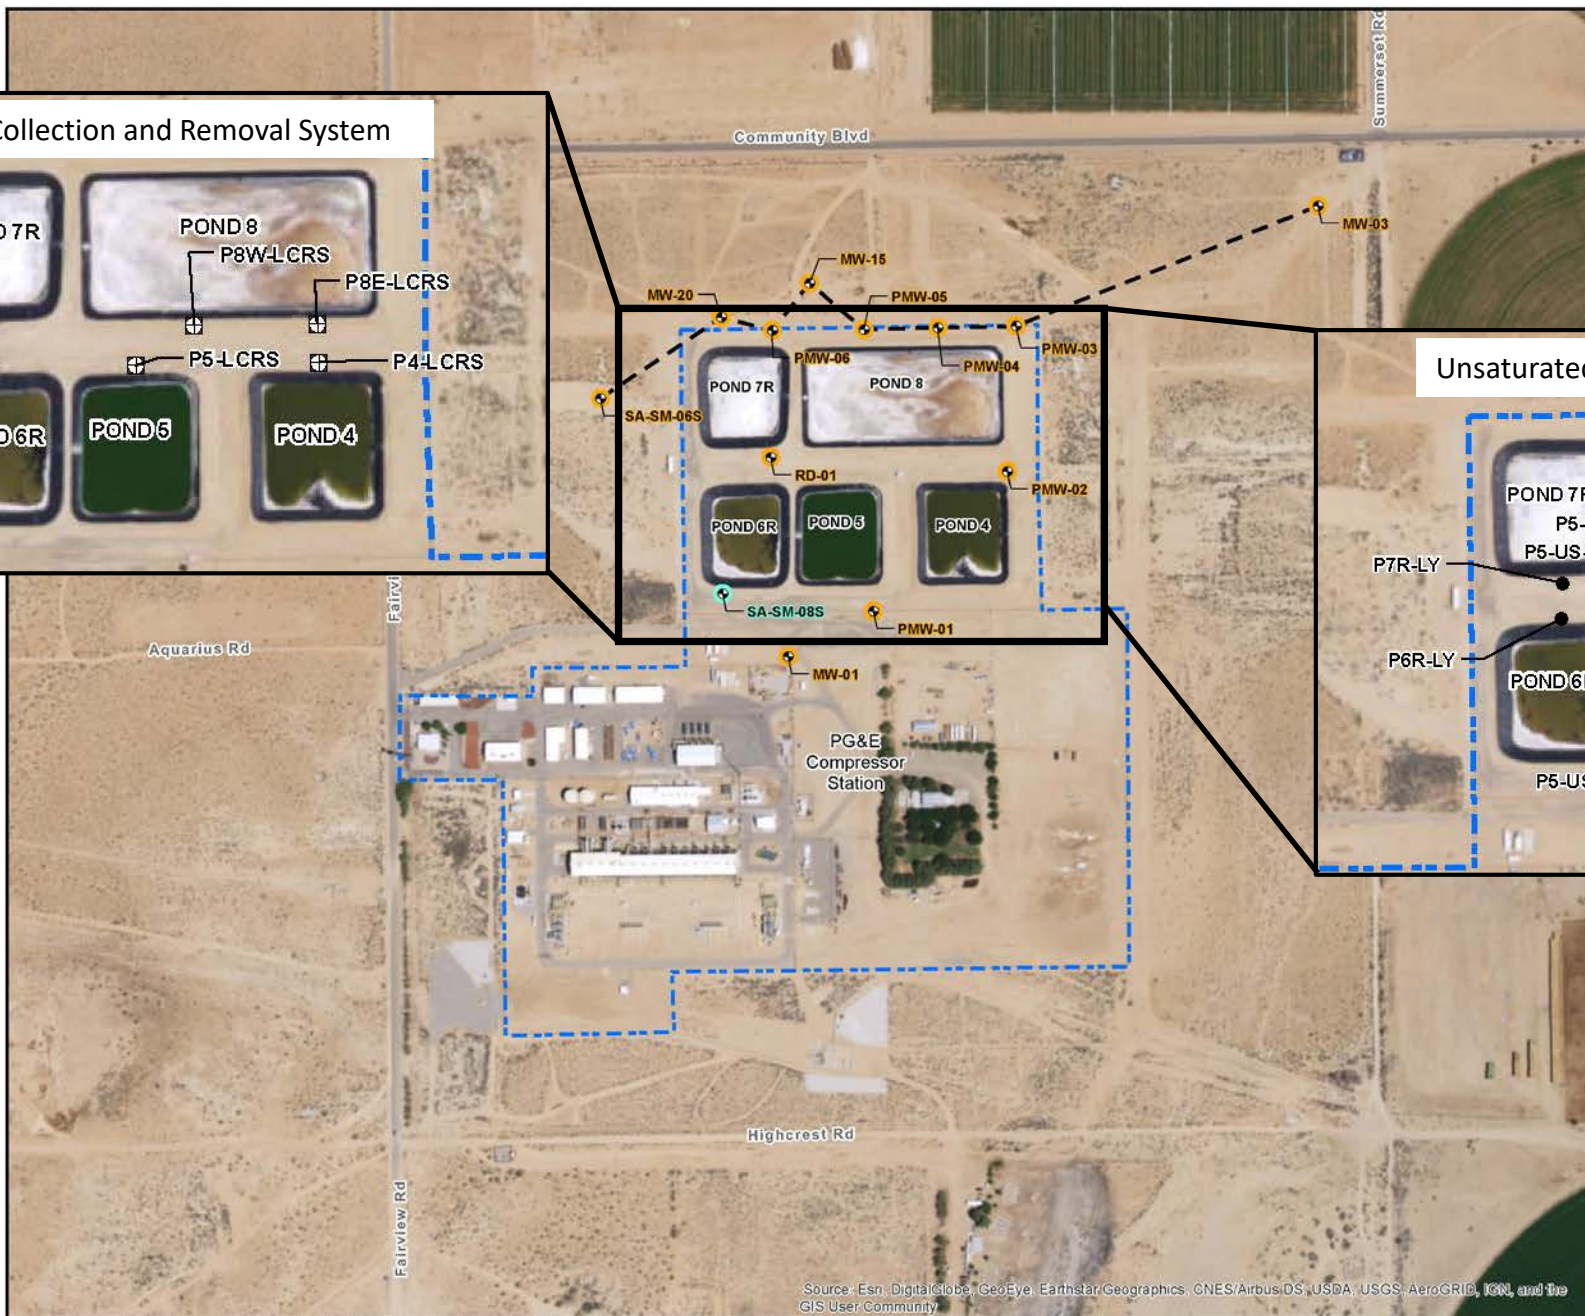 Summerset Rd
Community Blvd
Collection and Removal System
POND 8
P8W-LCRS
P8E-LCRS
P5-LCRS
P4-LCRS
6R
POND 5
POND 4
7R
MW-03
MW-15
MW-20
PMW-05
PMW-06
PMW-04
PMW-03
POND 7R
POND 8
SA-SM-06S
RD-01
PMW-02
POND 6R
POND 5
POND 4
SA-SM-08S
PMW-01
MW-01
Unsaturated
POND 7R
P5-
P5-US-
P7R-LY
P6R-LY
POND 6
P5-US
Aquarius Rd
Fairvi
PG&E
Compressor
Station
Highcrest Rd
Fairview Rd
Source: Esri, DigitalGlobe, GeoEye, Earthstar Geographics, CNES/Airbus DS, USDA, USGS, AeroGRID, IGN, and the
GIS User Community